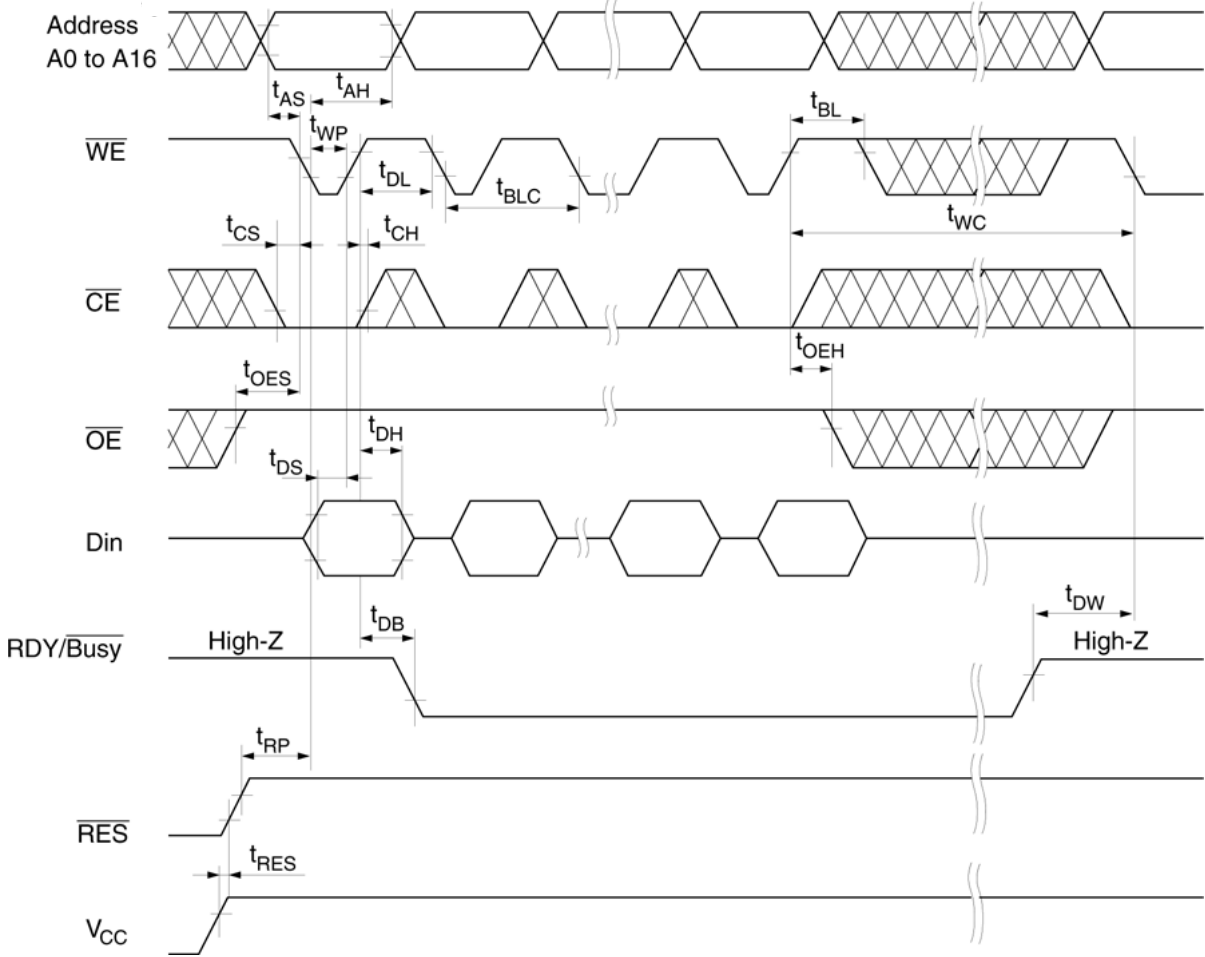 Address
A0 to A16
tAS
tAH
tWP
tBL
WE
tDL
tBLC
tWC
tCS
tCH
CE
tOEH
tOES
OE
tDH
tDS
Din
tDB
tDW
RDY/Busy
High-Z
High-Z
tRP
RES
tRES
VCC